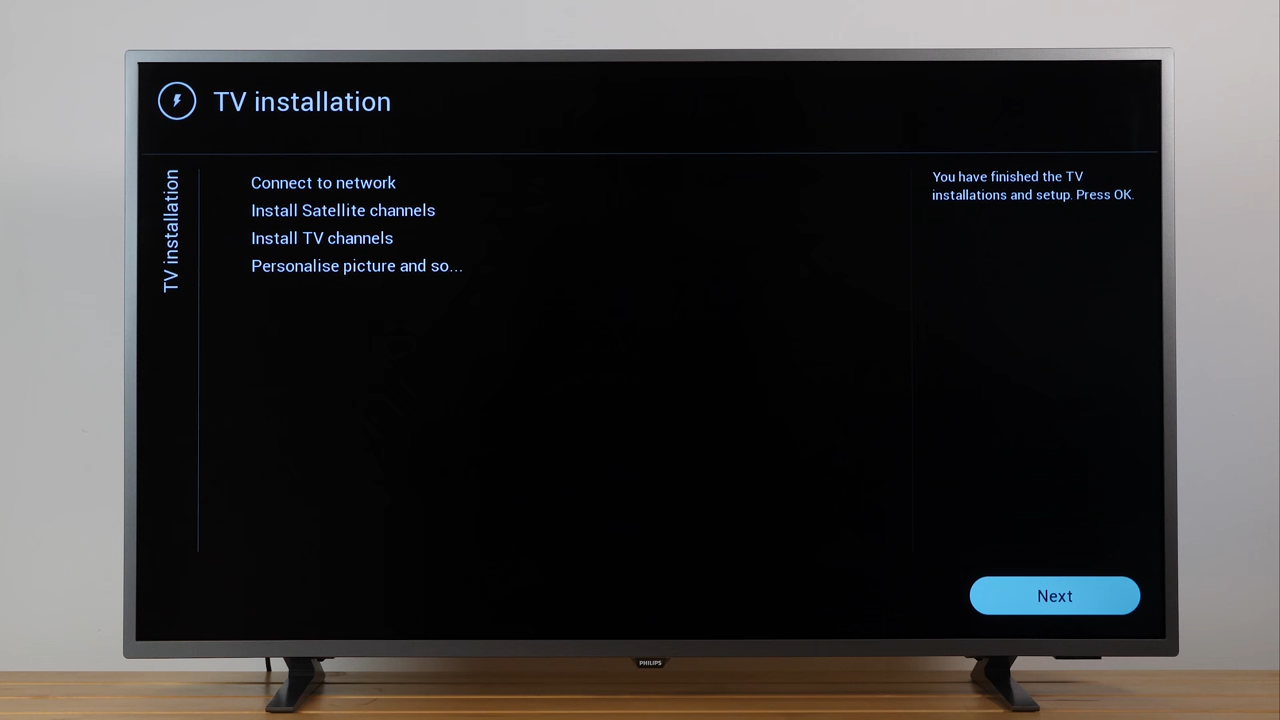 TV installation
TV installation
Connect to network
Install Satellite channels
Install TV channels
Personalise picture and so...
You have finished the TV
installations and setup. Press OK.
Next
PHILIPS